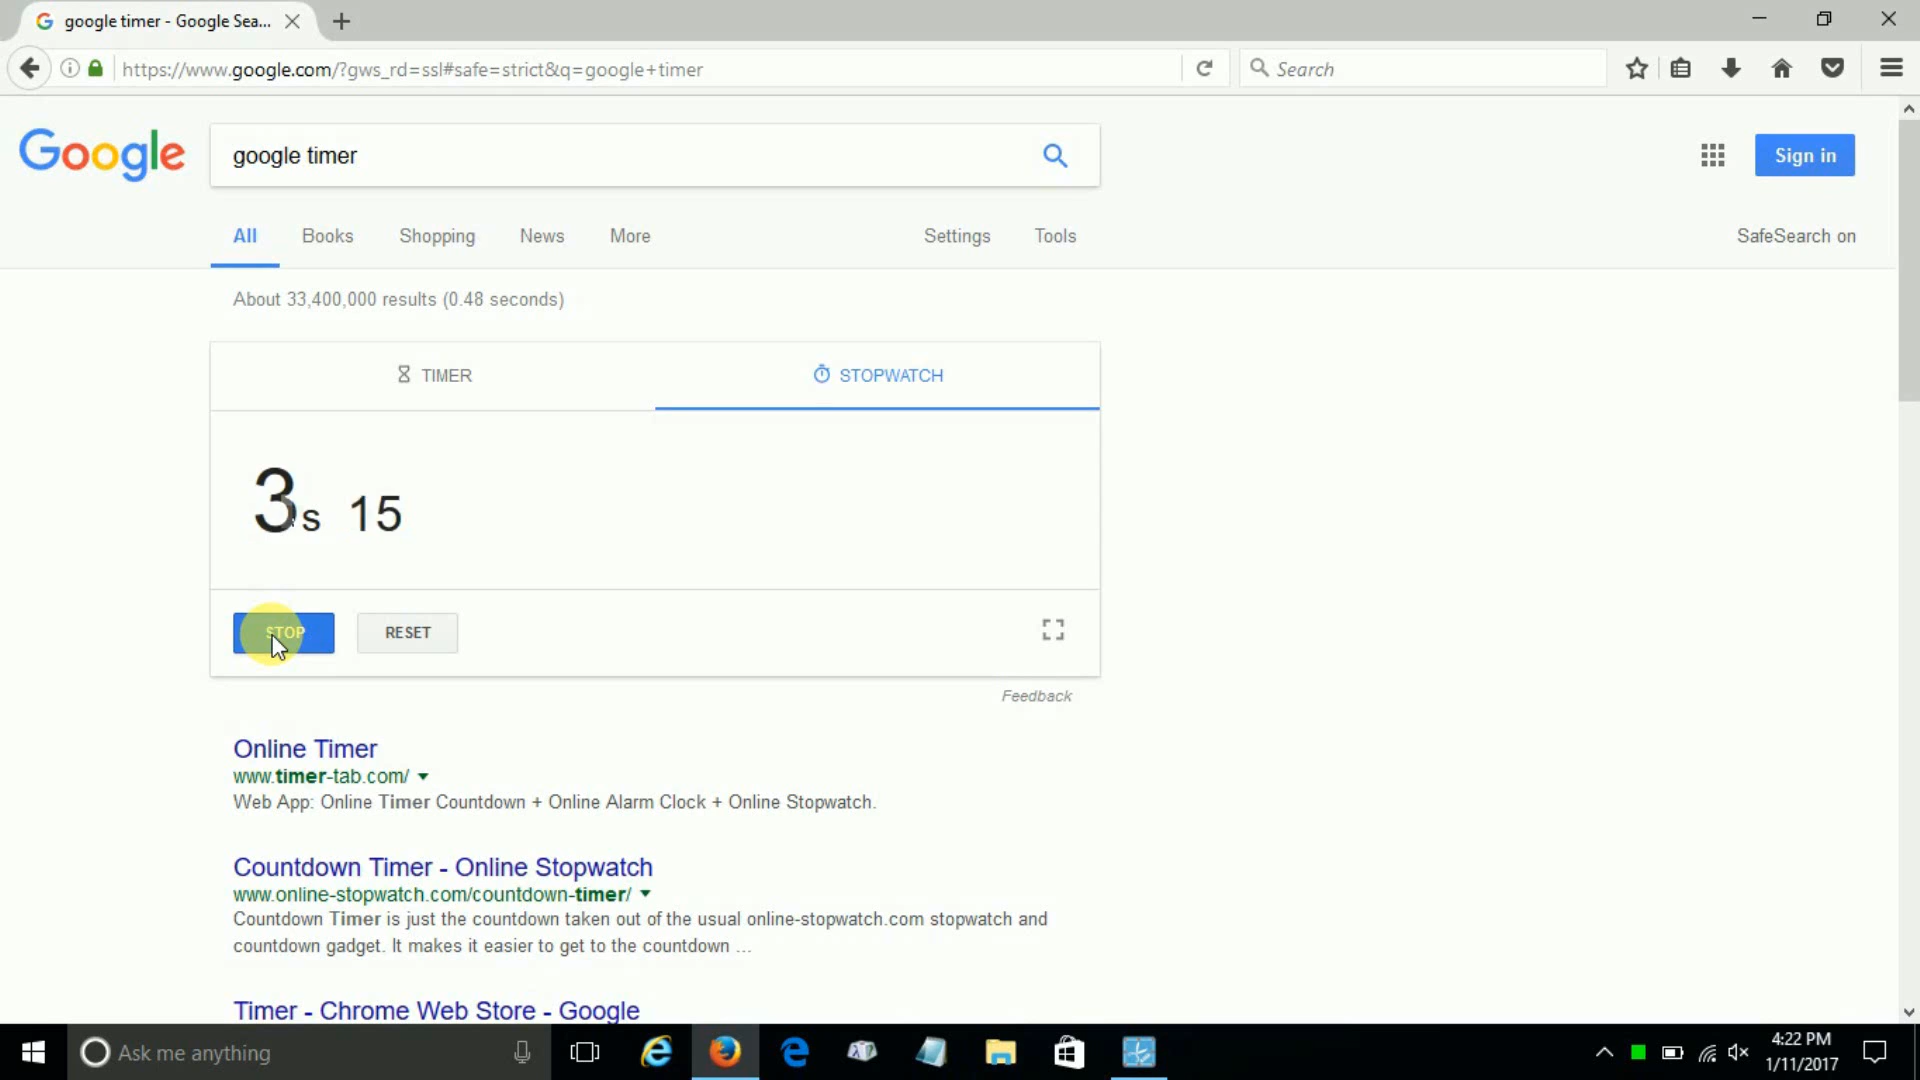 google timer - Google Sea...
https://www.google.com/?gws_rd=ssl#safe=strict&q=google+timer
Search
Google
google timer
Sign in
All
Books
Shopping
News
More
Settings
Tools
SafeSearch on
About 33,400,000 results (0.48 seconds)
TIMER
STOPWATCH
3s 15
STOP
RESET
Feedback
Online Timer
www.timer-tab.com/
Web App: Online Timer Countdown + Online Alarm Clock + Online Stopwatch.
Countdown Timer - Online Stopwatch
www.online-stopwatch.com/countdown-timer/
Countdown Timer is just the countdown taken out of the usual online-stopwatch.com stopwatch and
countdown gadget. It makes it easier to get to the countdown ...
Timer - Chrome Web Store - Google
Ask me anything
4:22 PM
1/11/2017